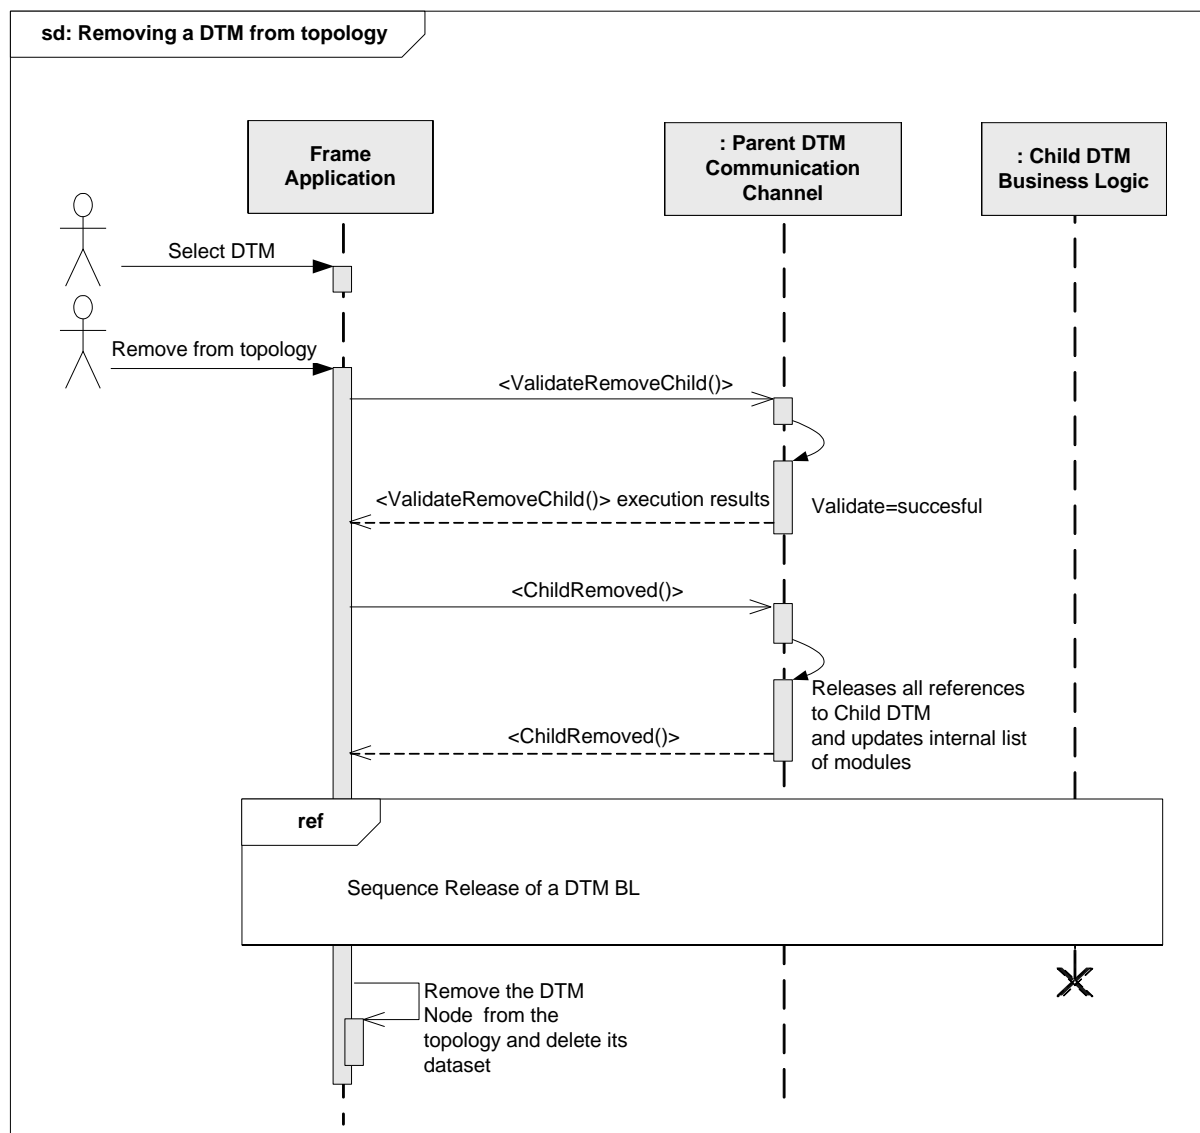 sd: Removing a DTM from topology
Frame
Application
: Parent DTM
Communication
Channel
: Child DTM
Business Logic
Select DTM
Remove from topology
<ValidateRemoveChild()>
<ValidateRemoveChild()> execution results
Validate=succesful
<ChildRemoved()>
Releases all references
to Child DTM
and updates internal list
of modules
<ChildRemoved()>
ref
Sequence Release of a DTM BL
Remove the DTM
Node from the
topology and delete its
dataset